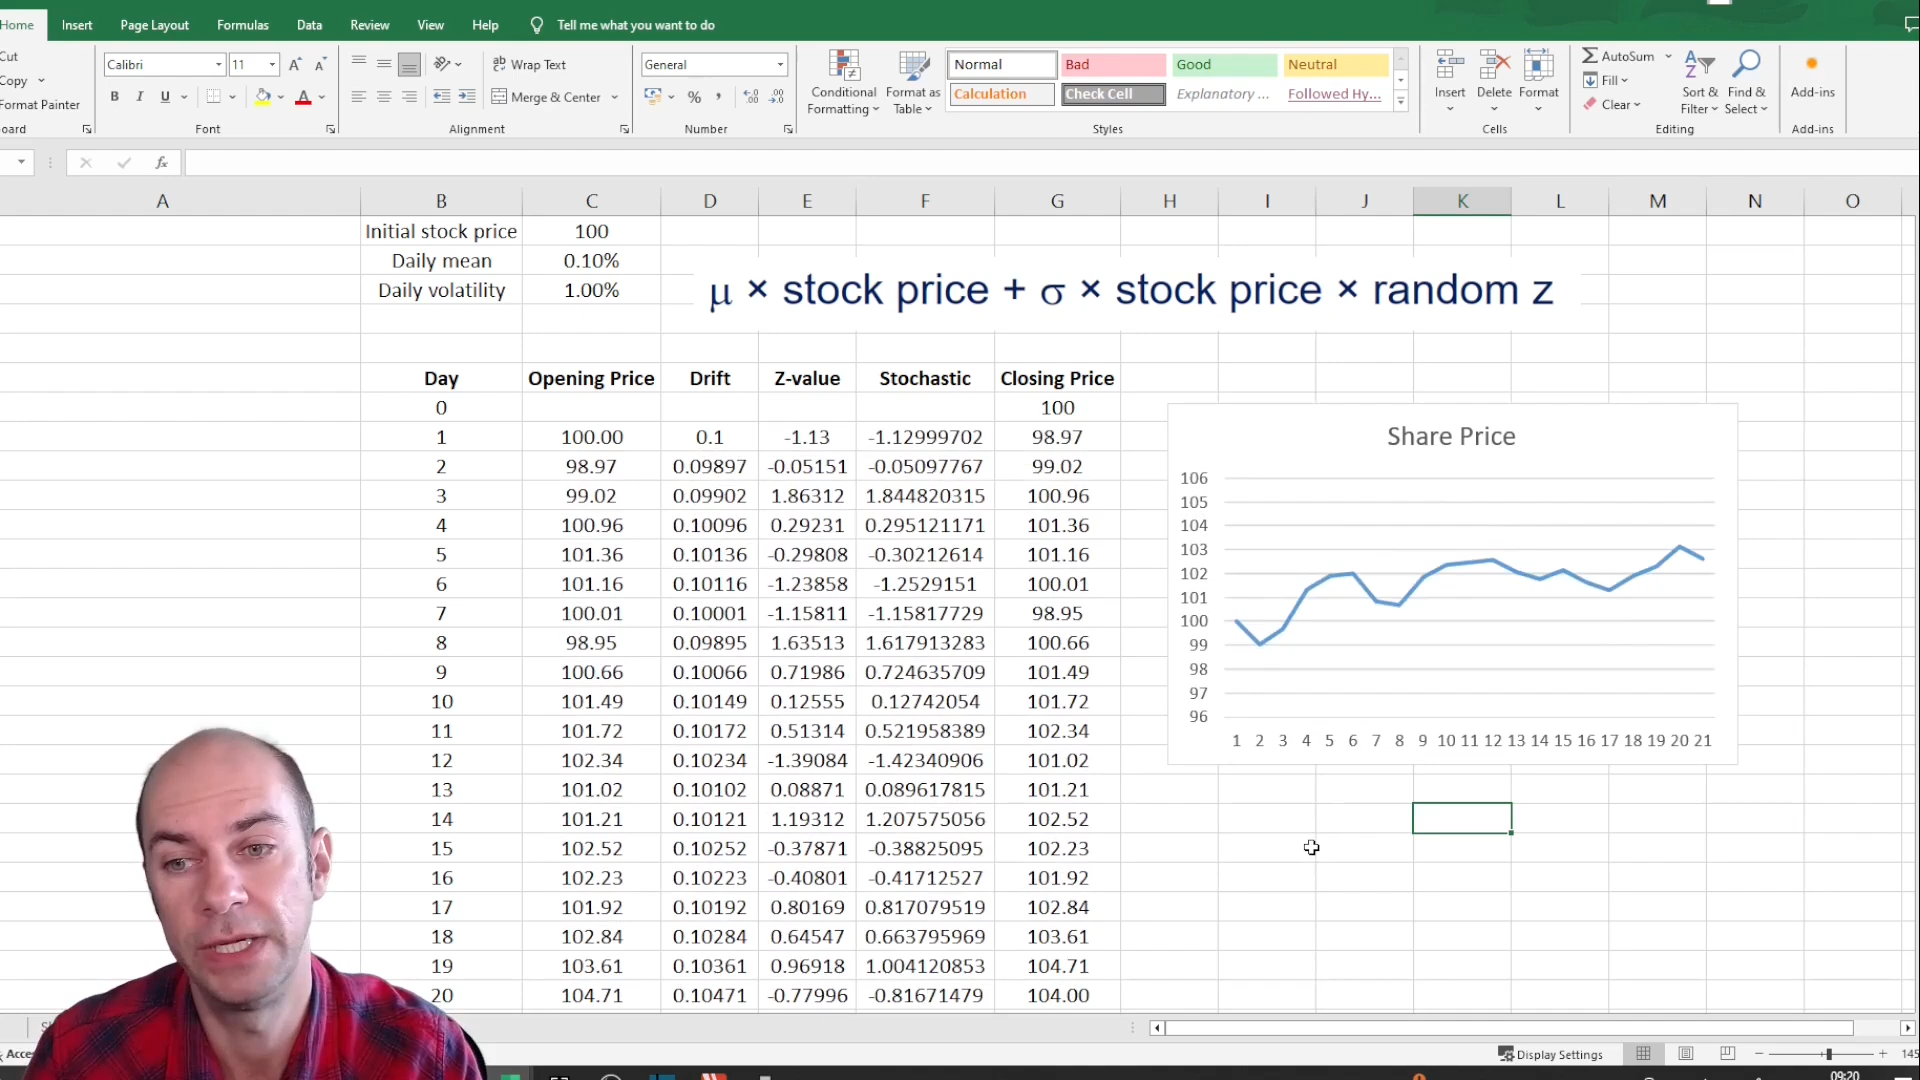 Home Insert Page Layout Formulas Data Review View Help Tell me what you want to do
Cut
Copy
Format Painter
oard
Calibri 11
A A
B I U A
Font
ab Wrap Text
Merge & Center
Alignment
General
% ,
Number
Conditional Formatting
Format as Table
Normal Bad Good Neutral
Calculation Check Cell Explanatory ... Followed Hy...
Styles
Insert Delete Format
Cells
AutoSum
Fill
Clear
Sort & Filter
Find & Select
Editing
Add-ins
Add-ins
fx
A B C D E F G H I J K L M N O
Initial stock price 100
Daily mean 0.10%
Daily volatility 1.00%
μ × stock price + σ × stock price × random z
Day Opening Price Drift Z-value Stochastic Closing Price
0 100
1 100.00 0.1 -1.13 -1.12999702 98.97
2 98.97 0.09897 -0.05151 -0.05097767 99.02
3 99.02 0.09902 1.86312 1.844820315 100.96
4 100.96 0.10096 0.29231 0.295121171 101.36
5 101.36 0.10136 -0.29808 -0.30212614 101.16
6 101.16 0.10116 -1.23858 -1.2529151 100.01
7 100.01 0.10001 -1.15811 -1.15817729 98.95
8 98.95 0.09895 1.63513 1.617913283 100.66
9 100.66 0.10066 0.71986 0.724635709 101.49
10 101.49 0.10149 0.12555 0.12742054 101.72
11 101.72 0.10172 0.51314 0.521958389 102.34
12 102.34 0.10234 -1.39084 -1.42340906 101.02
13 101.02 0.10102 0.08871 0.089617815 101.21
14 101.21 0.10121 1.19312 1.207575056 102.52
15 102.52 0.10252 -0.37871 -0.38825095 102.23
16 102.23 0.10223 -0.40801 -0.41712527 101.92
17 101.92 0.10192 0.80169 0.817079519 102.84
18 102.84 0.10284 0.64547 0.663795969 103.61
19 103.61 0.10361 0.96918 1.004120853 104.71
20 104.71 0.10471 -0.77996 -0.81671479 104.00
Share Price
106
105
104
103
102
101
100
99
98
97
96
1 2 3 4 5 6 7 8 9 10 11 12 13 14 15 16 17 18 19 20 21
Display Settings
145
09:20